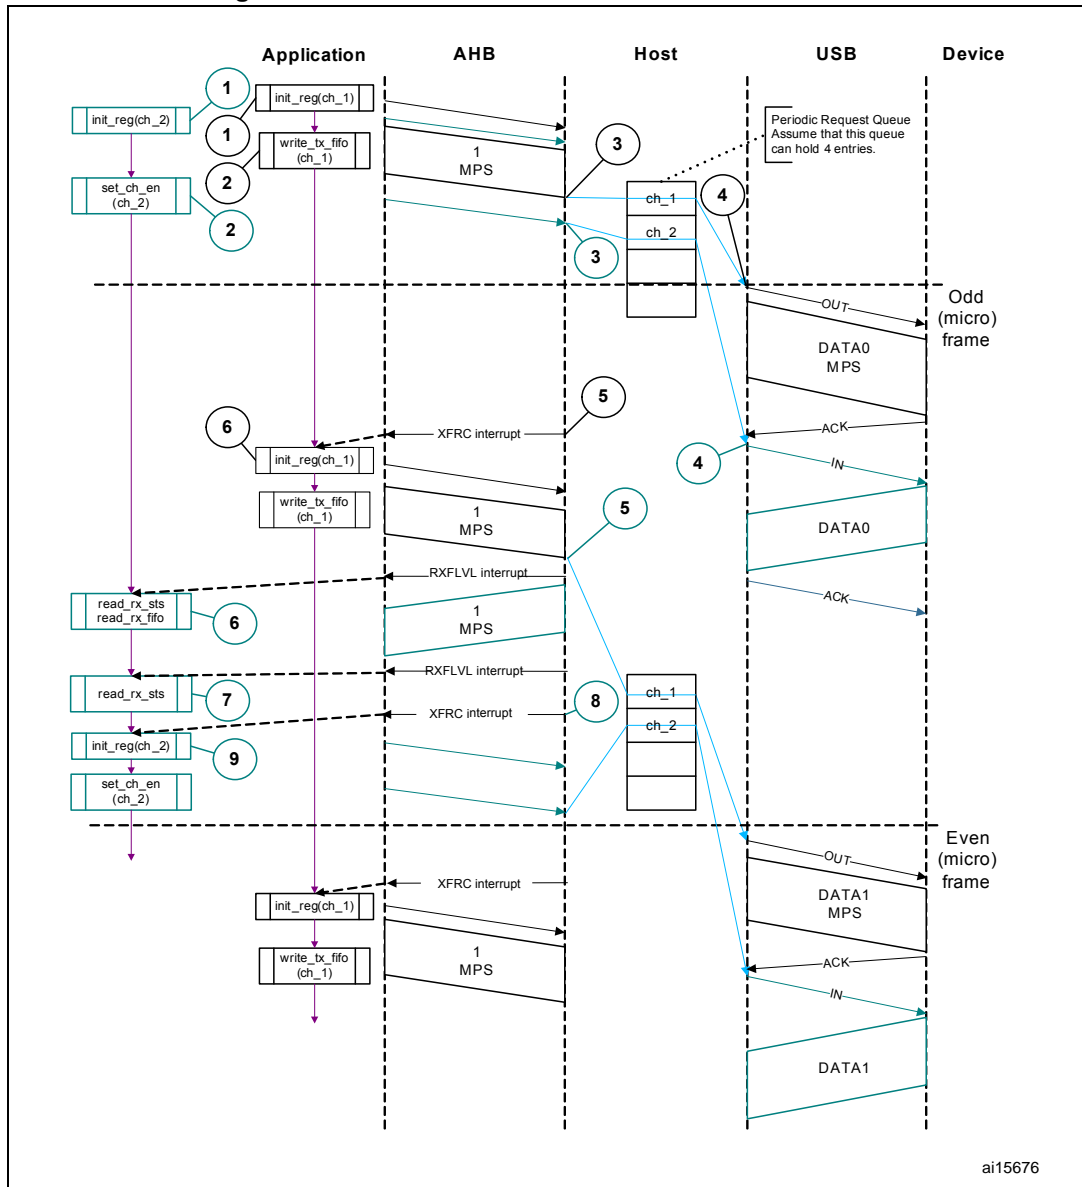 Application
AHB
Host
USB
Device
1
init_reg(ch_2)
init_reg(ch_1)
1
write_tx_fifo
(ch_1)
2
1
MPS
3
Periodic Request Queue
Assume that this queue
can hold 4 entries.
set_ch_en
(ch_2)
2
ch_1
ch_2
3
4
Odd
(micro)
frame
OUT
DATA0
MPS
ACK
5
XFRC interrupt
6
init_reg(ch_1)
4
IN
write_tx_fifo
(ch_1)
1
MPS
5
DATA0
RXFLVL interrupt
read_rx_sts
read_rx_fifo
6
1
MPS
ACK
RXFLVL interrupt
read_rx_sts
7
XFRC interrupt
8
ch_1
ch_2
init_reg(ch_2)
9
set_ch_en
(ch_2)
Even
(micro)
frame
OUT
XFRC interrupt
init_reg(ch_1)
DATA1
MPS
write_tx_fifo
(ch_1)
1
MPS
ACK
IN
DATA1
ai15676